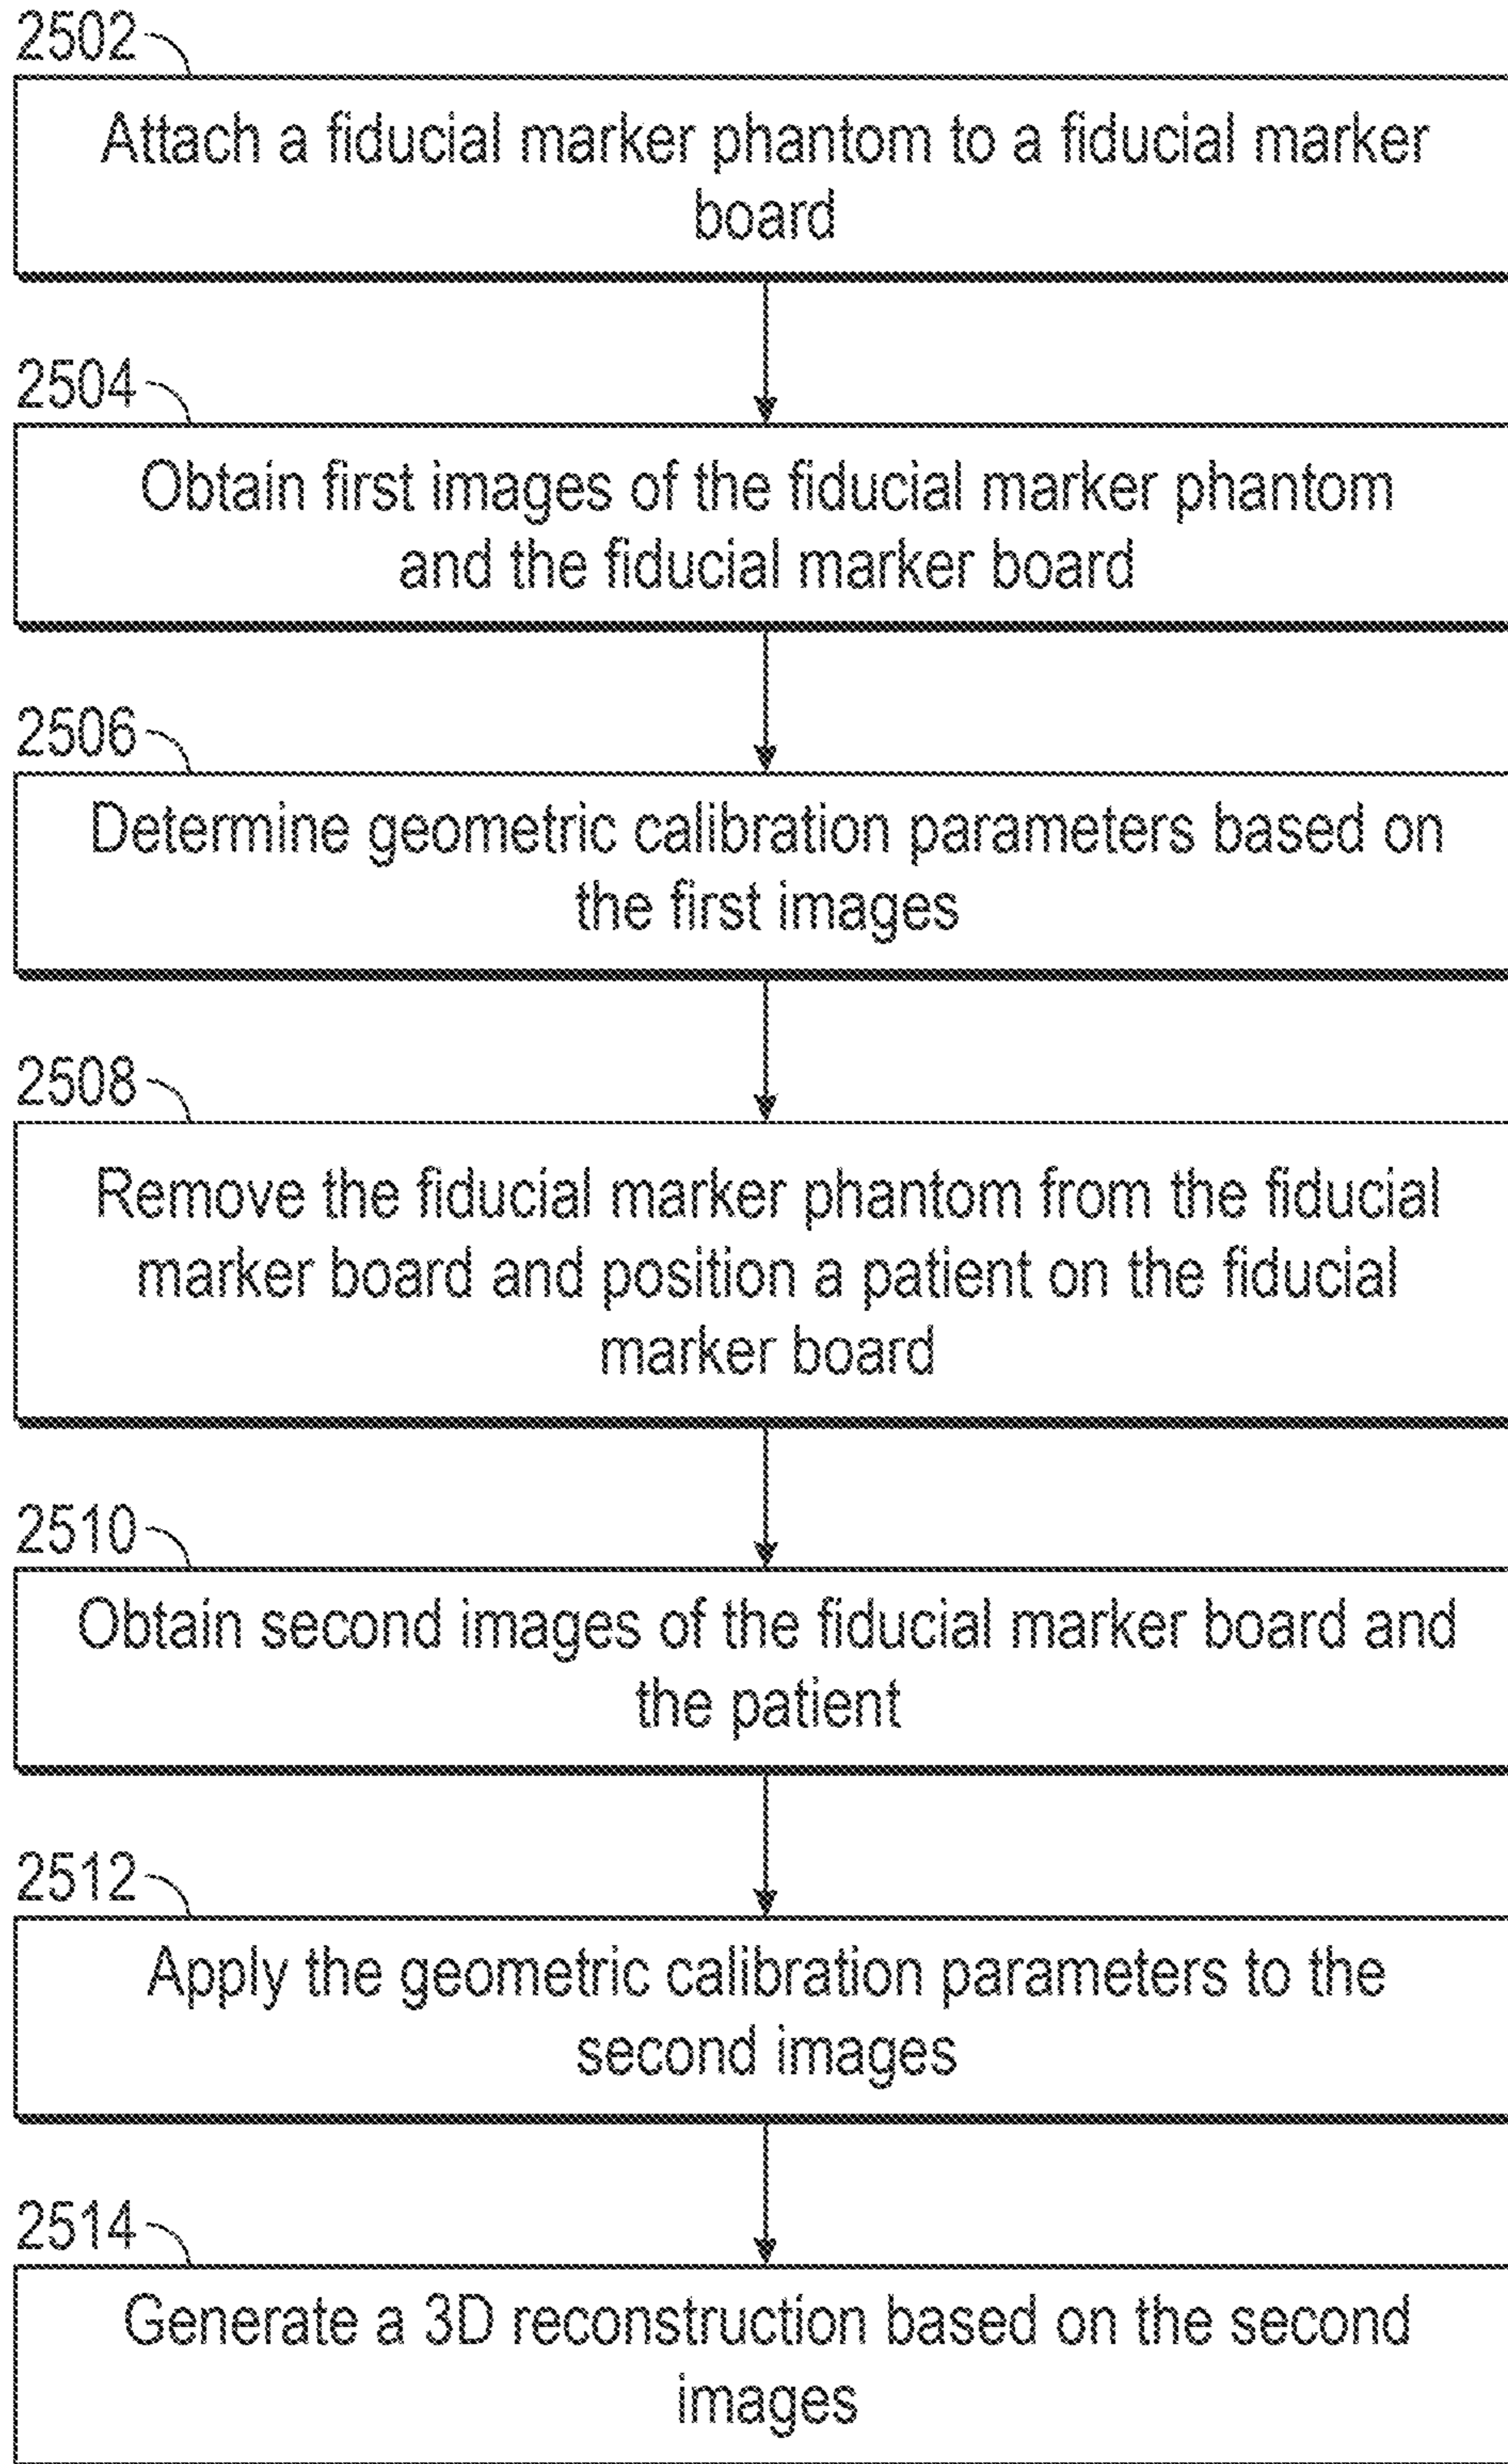 2502
Attach a fiducial marker phantom to a fiducial marker
board
2504
Obtain first images of the fiducial marker phantom
and the fiducial marker board
2506
Determine geometric calibration parameters based on
the first images
2508
Remove the fiducial marker phantom from the fiducial
marker board and position a patient on the fiducial
marker board
2510
Obtain second images of the fiducial marker board and
the patient
2512
Apply the geometric calibration parameters to the
second images
2514
Generate a 3D reconstruction based on the second
images